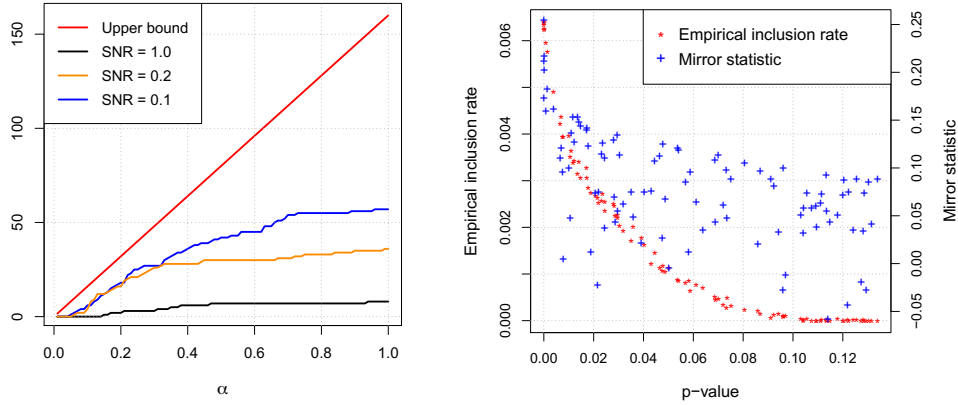 Upper bound
SNR = 1.0
SNR = 0.2
SNR = 0.1
150
100
50
0
0.0 0.2 0.4 0.6 0.8 1.0
α
Empirical inclusion rate
Mirror statistic
0.006
0.004
0.002
0.000
Empirical inclusion rate
0.25
0.20
0.15
0.10
0.05
0.00
−0.05
Mirror statistic
0.00 0.02 0.04 0.06 0.08 0.10 0.12
p-value